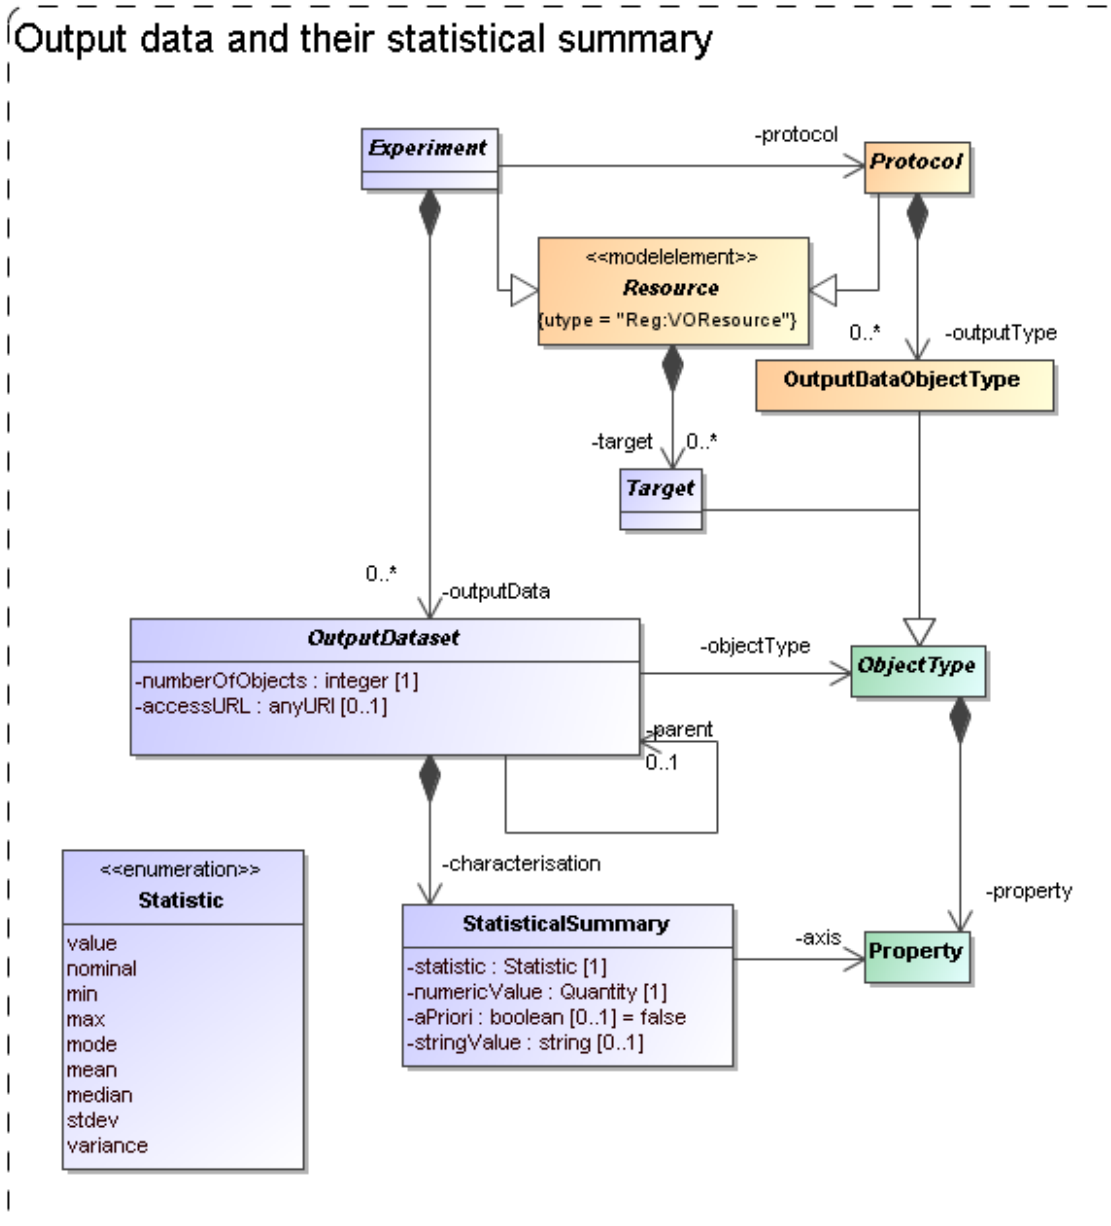 Output data and their statistical summary
Experiment
-protocol
Protocol
<<modelelement>>
Resource
{utype = "Reg:VOResource"}
0..*
-outputType
OutputDataObjectType
-target
0..*
Target
0..*
-outputData
OutputDataset
-numberOfObjects : integer [1]
-accessURL : anyURI [0..1]
-objectType
ObjectType
-parent
0..1
-characterisation
<<enumeration>>
Statistic
value
nominal
min
max
mode
mean
median
stdev
variance
StatisticalSummary
-statistic : Statistic [1]
-numericValue : Quantity [1]
-aPriori : boolean [0..1] = false
-stringValue : string [0..1]
-axis
-property
Property